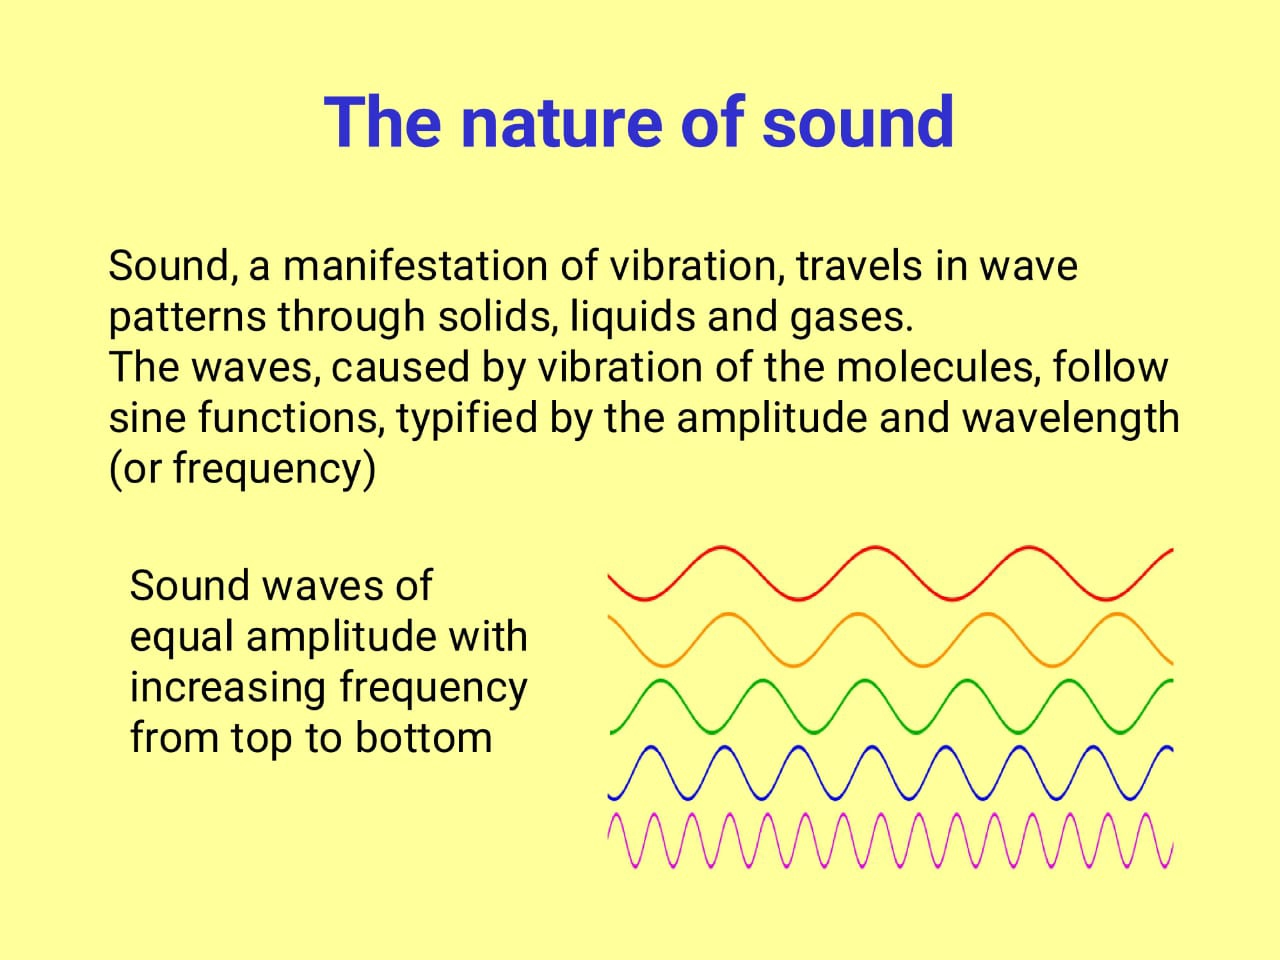 The nature of sound
Sound, a manifestation of vibration, travels in wave
patterns through solids, liquids and gases.
The waves, caused by vibration of the molecules, follow
sine functions, typified by the amplitude and wavelength
(or frequency)
Sound waves of
equal amplitude with
increasing frequency
from top to bottom